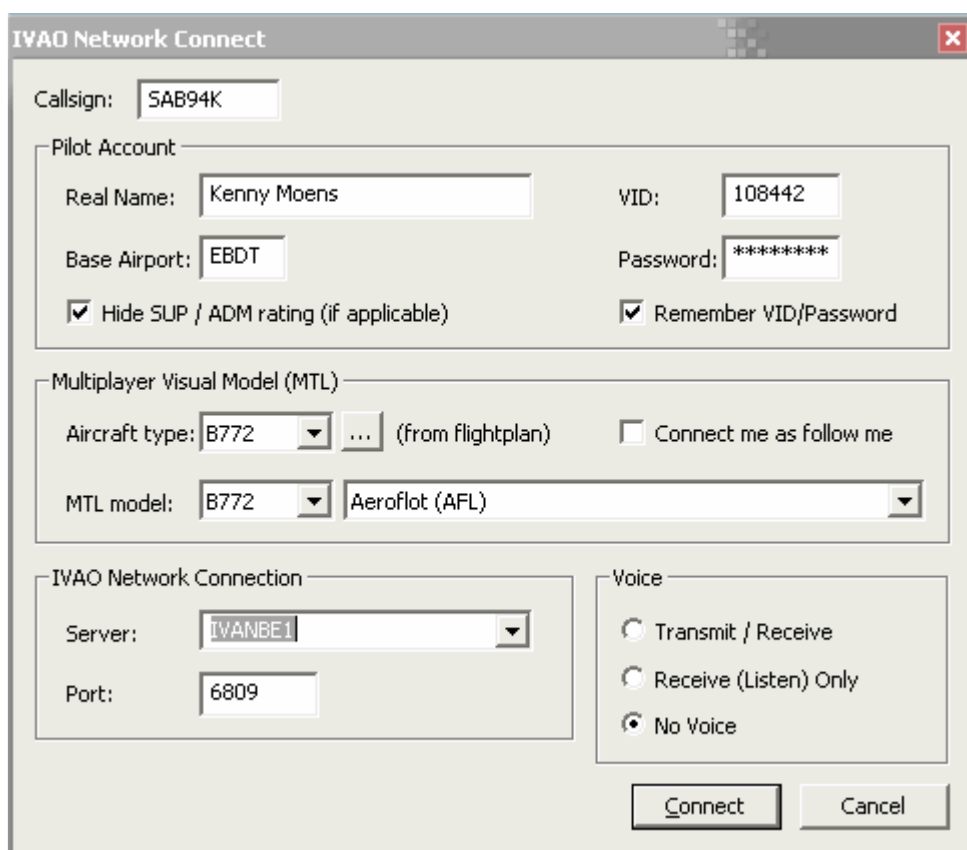 IVAO Network Connect
Callsign: SAB94K
Pilot Account
Real Name: Kenny Moens VID: 108442
Base Airport: EBDT Password: ********
Hide SUP / ADM rating (if applicable) Remember VID/Password
Multiplayer Visual Model (MTL)
Aircraft type: B772 ... (from flightplan) Connect me as follow me
MTL model: B772 Aeroflot (AFL)
IVAO Network Connection Voice
Server: IVANBE1 Transmit / Receive
Port: 6809 Receive (Listen) Only
No Voice
Connect Cancel